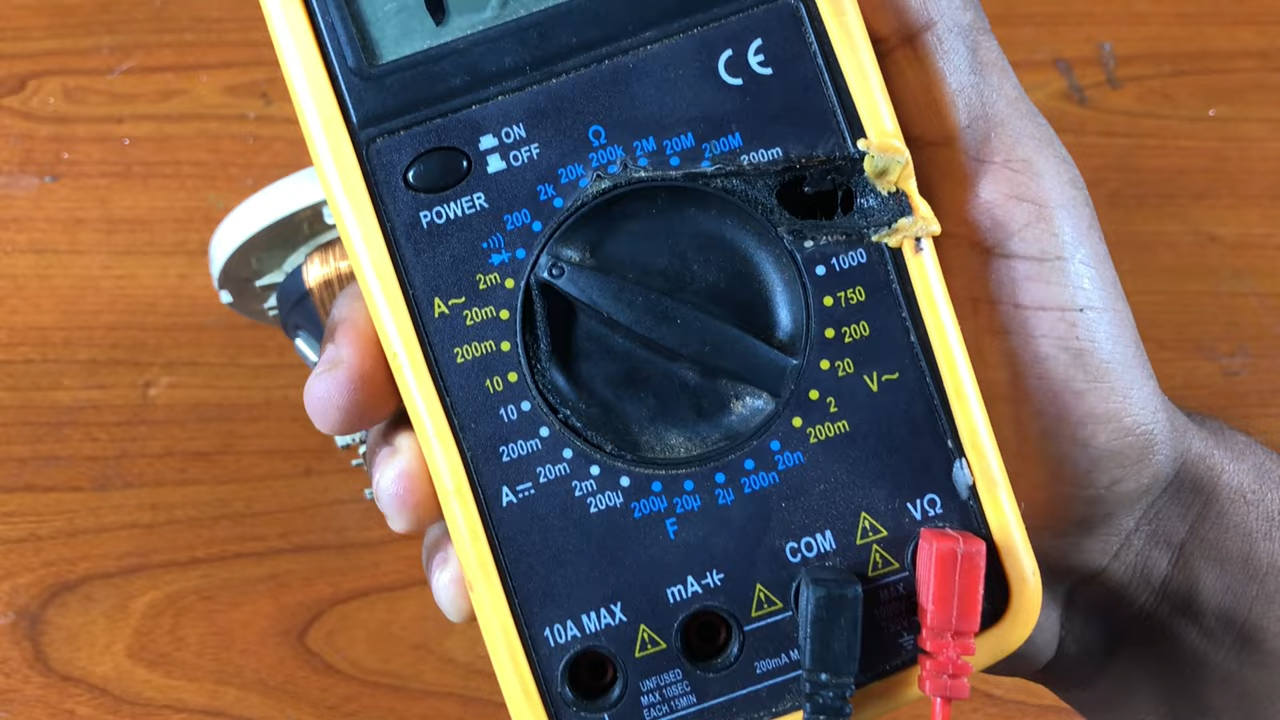 CE
ON
OFF
POWER
Ω
200
2k
20k
200k
2M
20M
200M
200m
1000
750
200
20
2
200m
V~
20n
200n
2µ
20µ
200µ
F
A~
2m
20m
200m
10
10
200m
20m
2m
200µ
A⎓
10A MAX
mA
COM
VΩ
UNFUSED
MAX 10SEC
EACH 15MIN
200mA
MAX